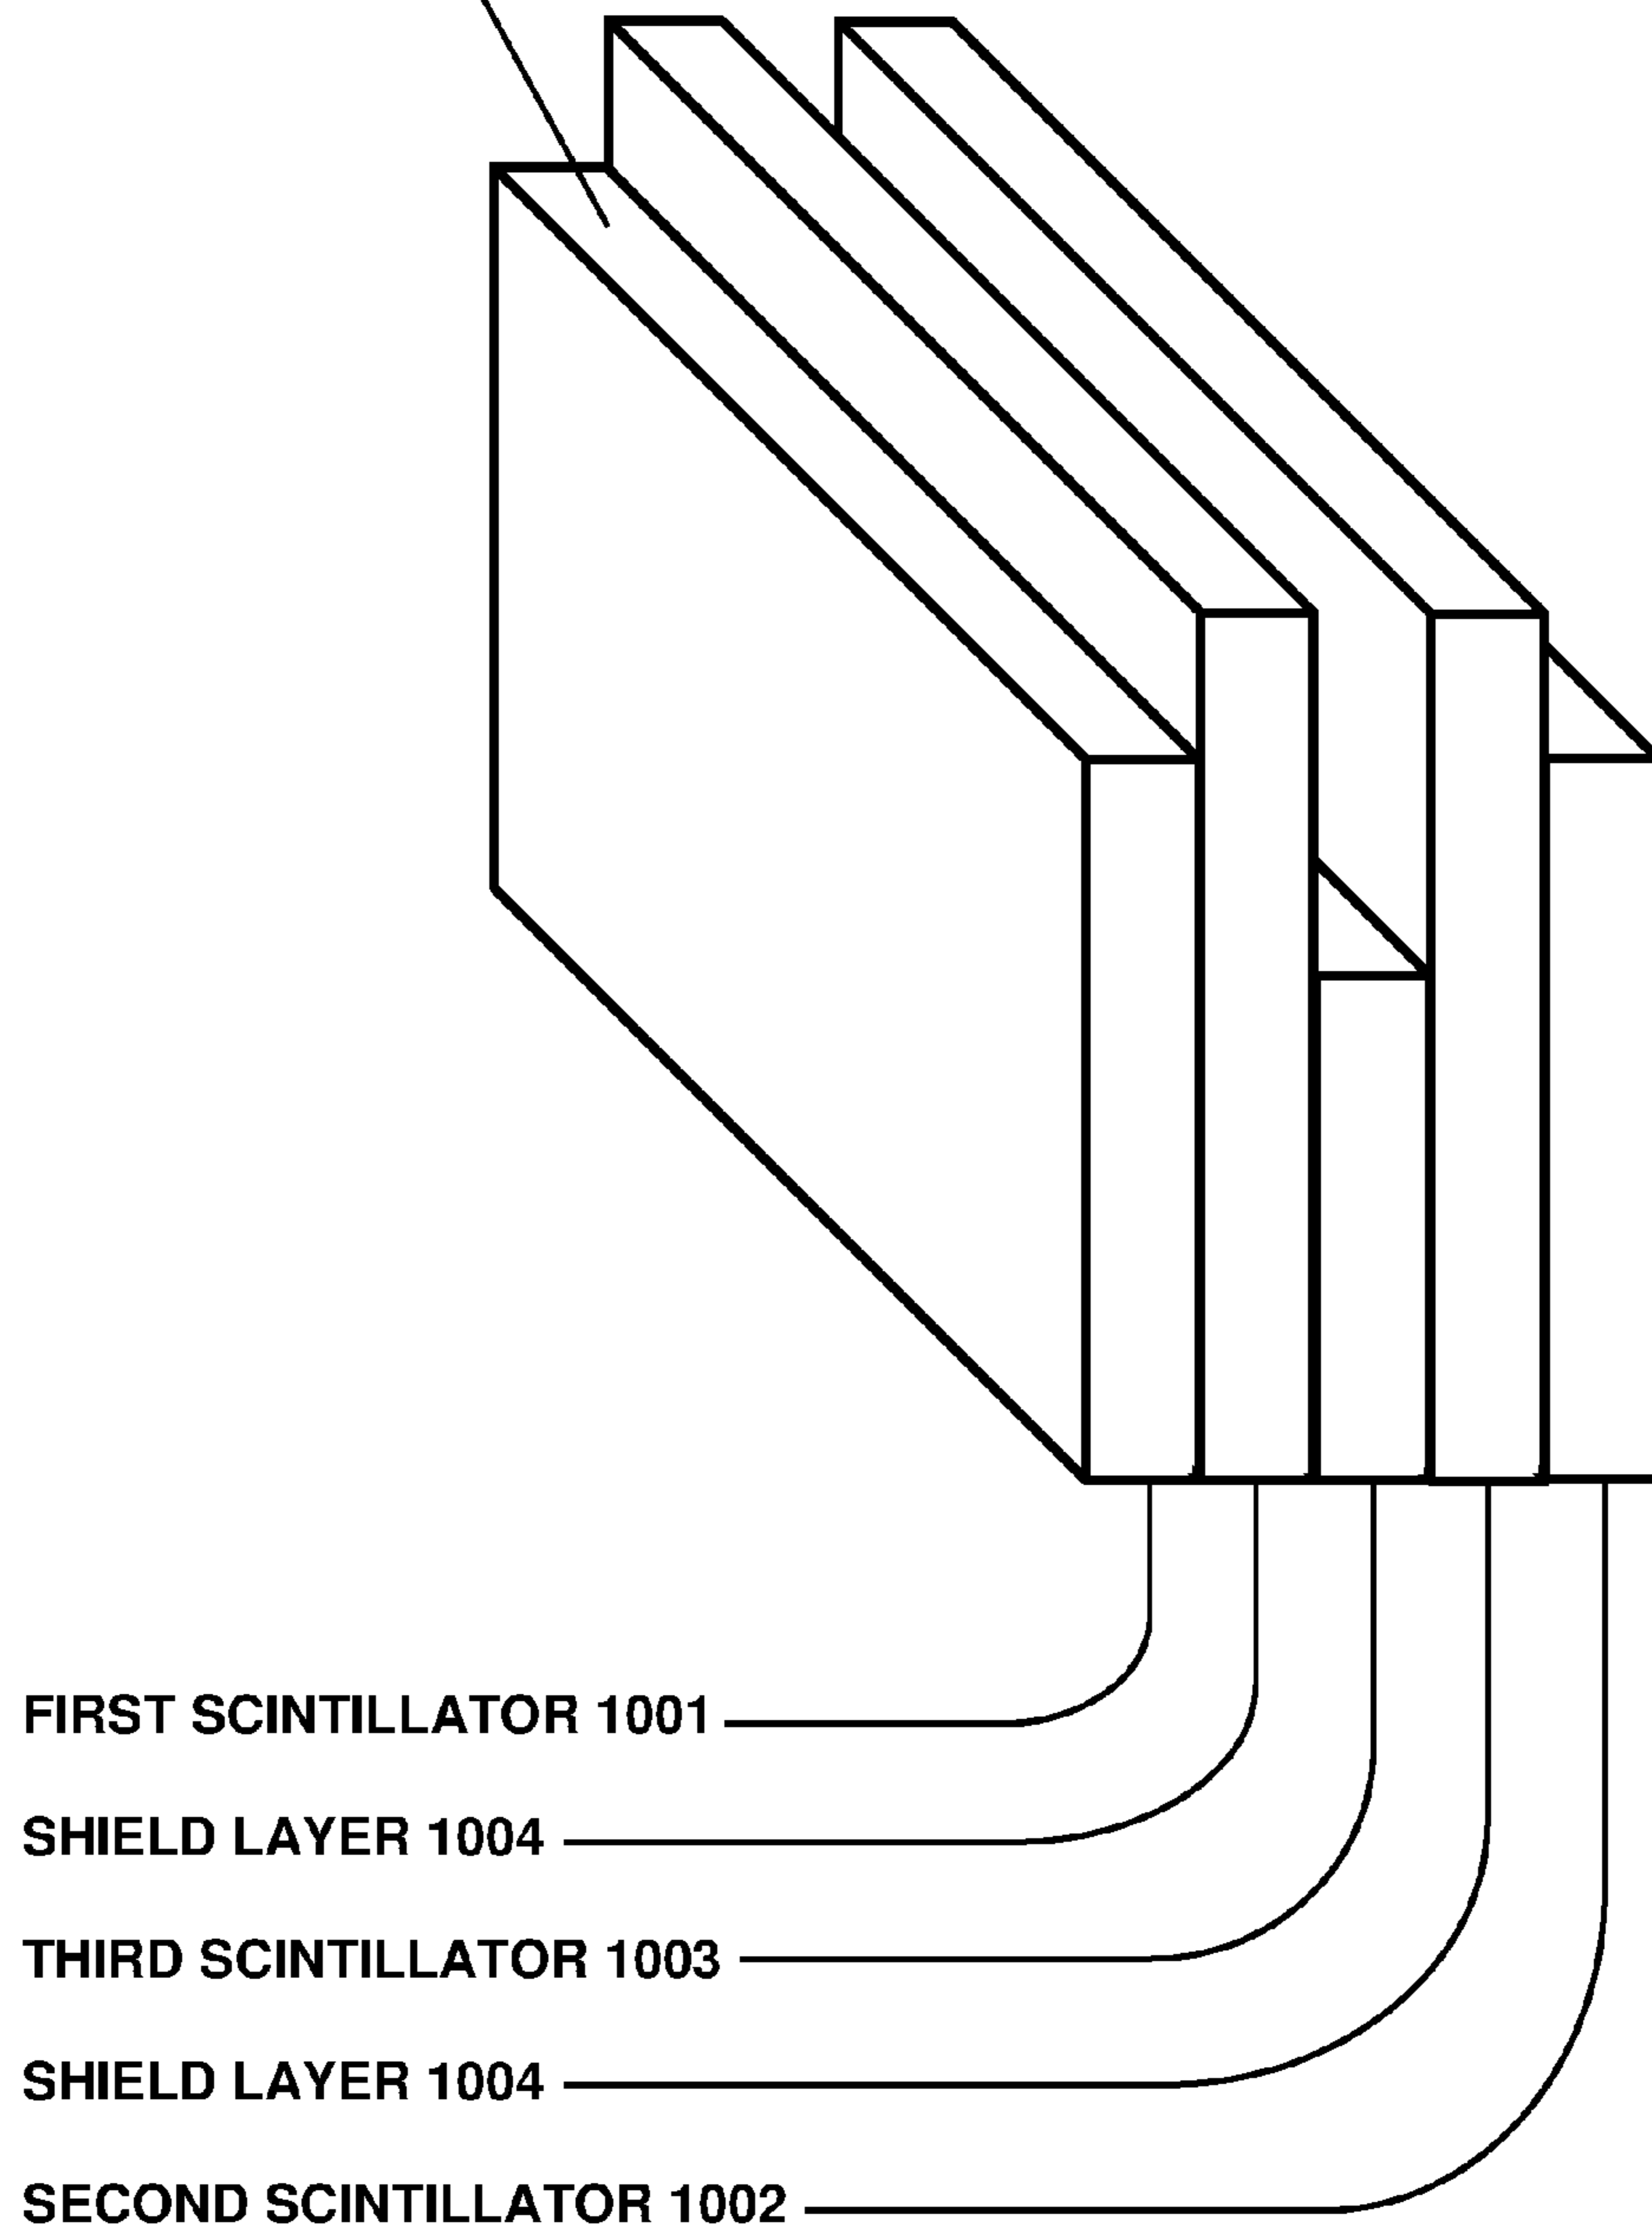 FIRST SCINTILLATOR 1001
SHIELD LAYER 1004
THIRD SCINTILLATOR 1003
SHIELD LAYER 1004
SECOND SCINTILLATOR 1002